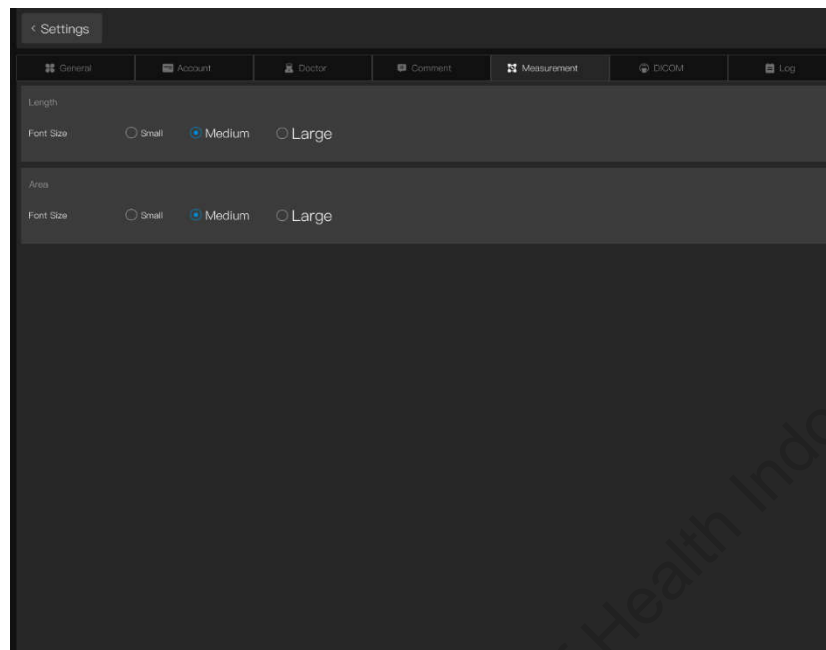 < Settings
General Account Doctor Comment Measurement DICOM Log
Length
Font Size Small Medium Large
Area
Font Size Small Medium Large
Health